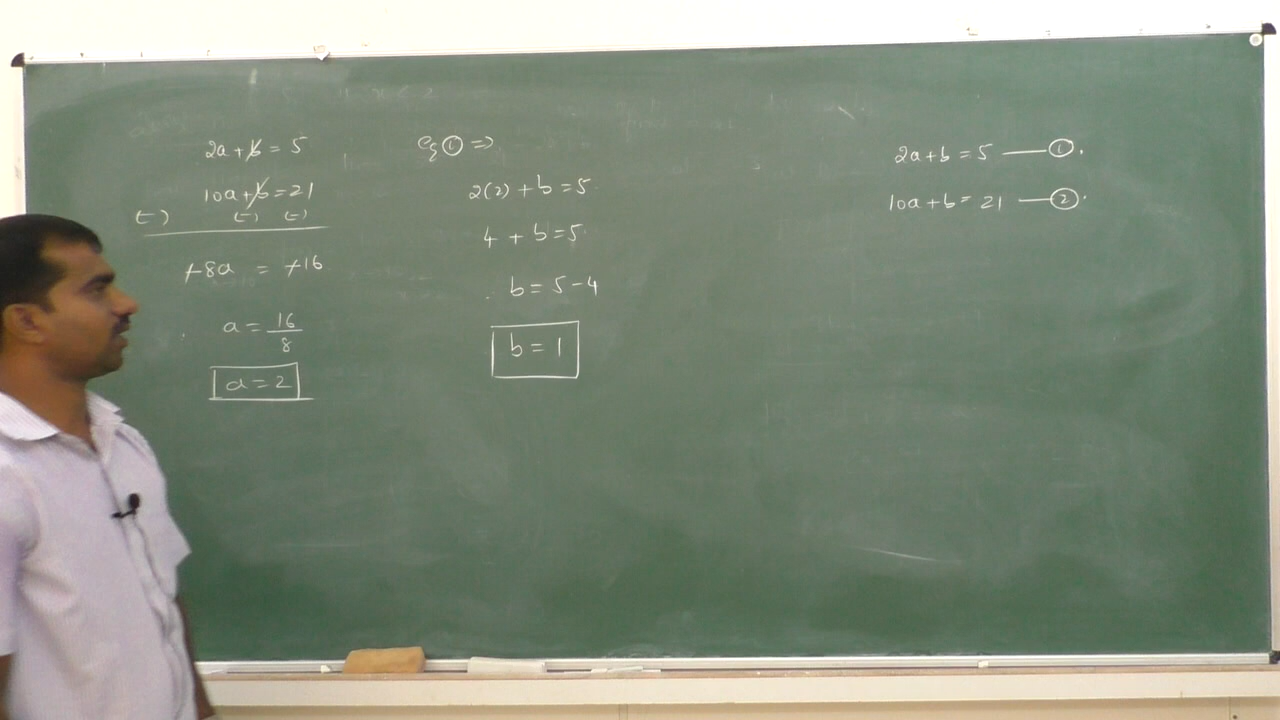 2a + b = 5
10a + b = 21
(-) (-) (-)
-8a = -16
a = 16/8
a = 2
Eq ① ⇒
2(2) + b = 5
4 + b = 5
b = 5 - 4
b = 1
2a + b = 5 — ①
10a + b = 21 — ②